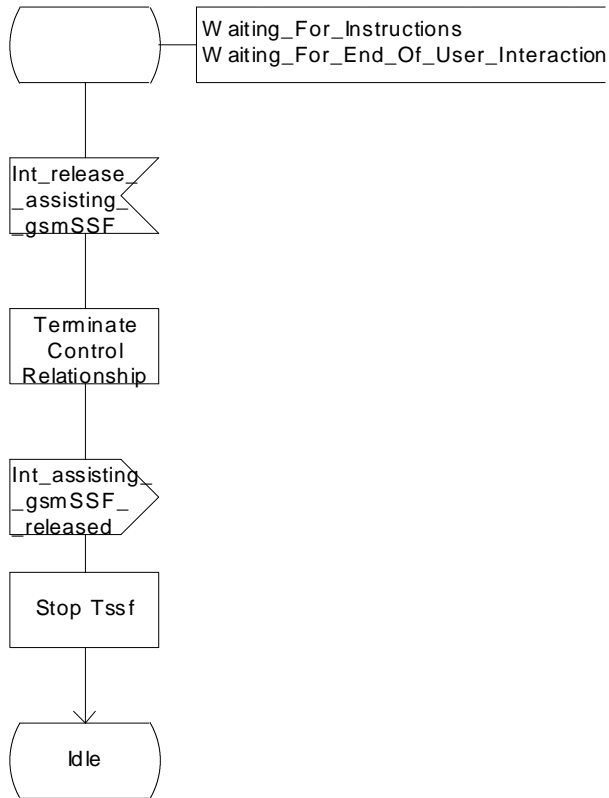 Waiting_For_Instructions
Waiting_For_End_Of_User_Interaction
Int_release_
_assisting_
_gsmSSF
Terminate
Control
Relationship
Int_assisting_
_gsmSSF_
_released
Stop Tssf
Idle